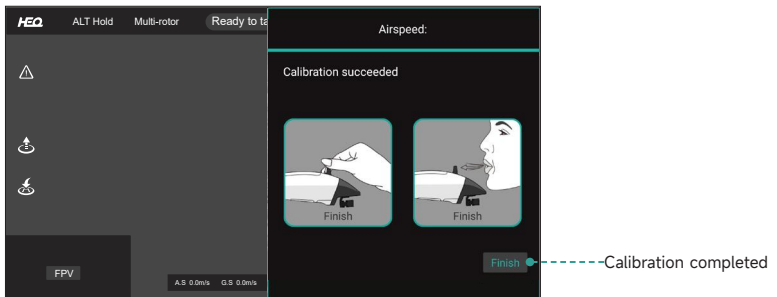 HEQ ALT Hold Multi-rotor Ready to ta
Airspeed:
Calibration succeeded
Finish Finish
Finish
Calibration completed
FPV
A.S 0.0m/s G.S 0.0m/s